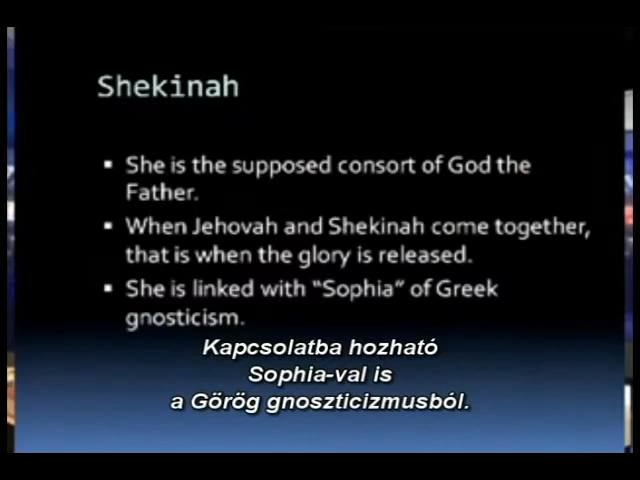 Shekinah
▪ She is the supposed consort of God the
Father.
▪ When Jehovah and Shekinah come together,
that is when the glory is released.
▪ She is linked with “Sophia” of Greek
gnosticism.
Kapcsolatba hozható
Sophia-val is
a Görög gnoszticizmusból.